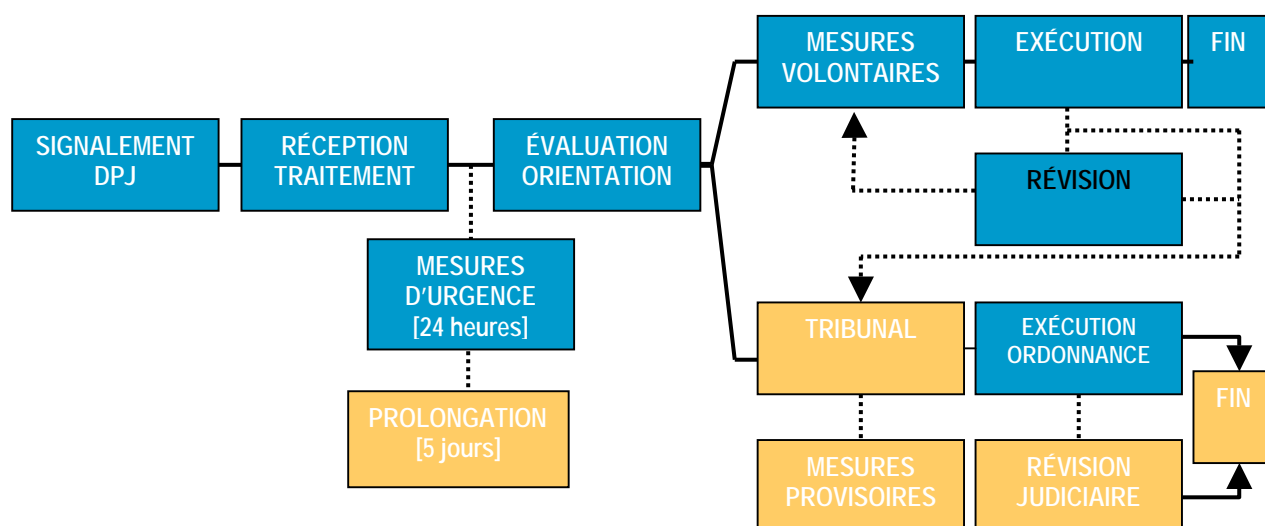 SIGNALEMENT
DPJ
RÉCEPTION
TRAITEMENT
ÉVALUATION
ORIENTATION
MESURES
D'URGENCE
[24 heures]
PROLONGATION
[5 jours]
MESURES
VOLONTAIRES
EXÉCUTION
FIN
RÉVISION
TRIBUNAL
EXÉCUTION
ORDONNANCE
FIN
MESURES
PROVISOIRES
RÉVISION
JUDICIAIRE